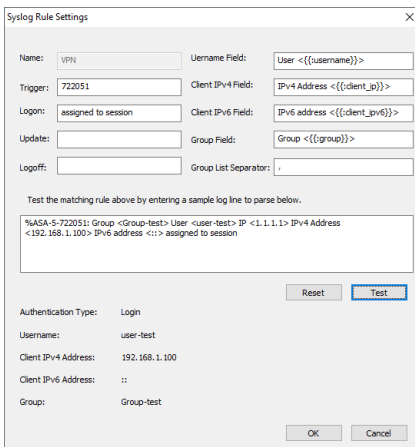 Syslog Rule Settings
Name: VPN Uername Field: User <{{:username}}>
Trigger: 722051 Client IPv4 Field: IPv4 Address <{{:client_ip}}>
Logon: assigned to session Client IPv6 Field: IPv6 address <{{:client_ipv6}}>
Update: Group Field: Group <{{:group}}>
Logoff: Group List Separator: ,
Test the matching rule above by entering a sample log line to parse below.
%ASA-5-722051: Group <Group-test> User <user-test> IP <1.1.1.1> IPv4 Address
<192.168.1.100> IPv6 address <::> assigned to session
Reset Test
Authentication Type: Login
Username: user-test
Client IPv4 Address: 192.168.1.100
Client IPv6 Address: ::
Group: Group-test
OK Cancel